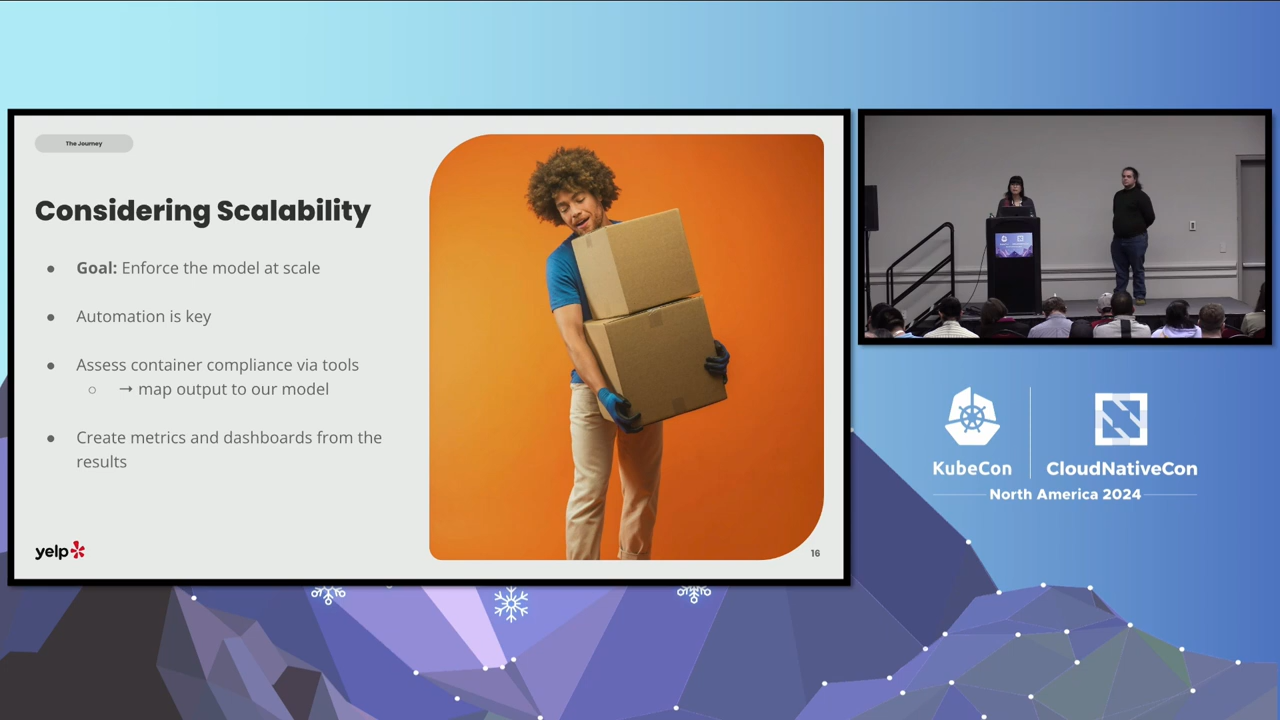 The Journey
Considering Scalability
● Goal: Enforce the model at scale
● Automation is key
● Assess container compliance via tools
○ → map output to our model
● Create metrics and dashboards from the
results
yelp
16
KubeCon
CloudNativeCon
North America 2024